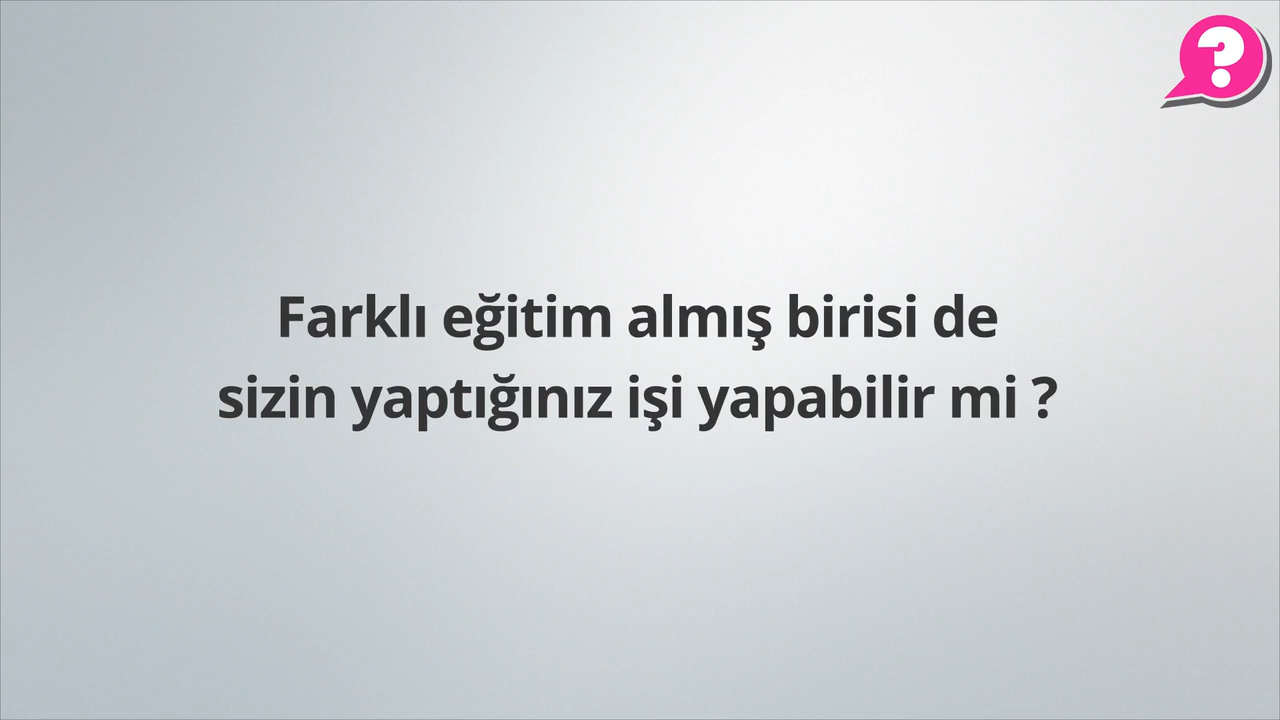 Farklı eğitim almış birisi de
sizin yaptığınız işi yapabilir mi ?
?